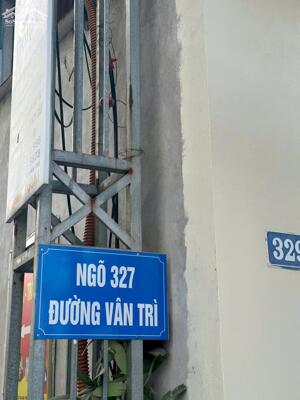 NGÕ 327
ĐƯỜNG VÂN TRÌ
329